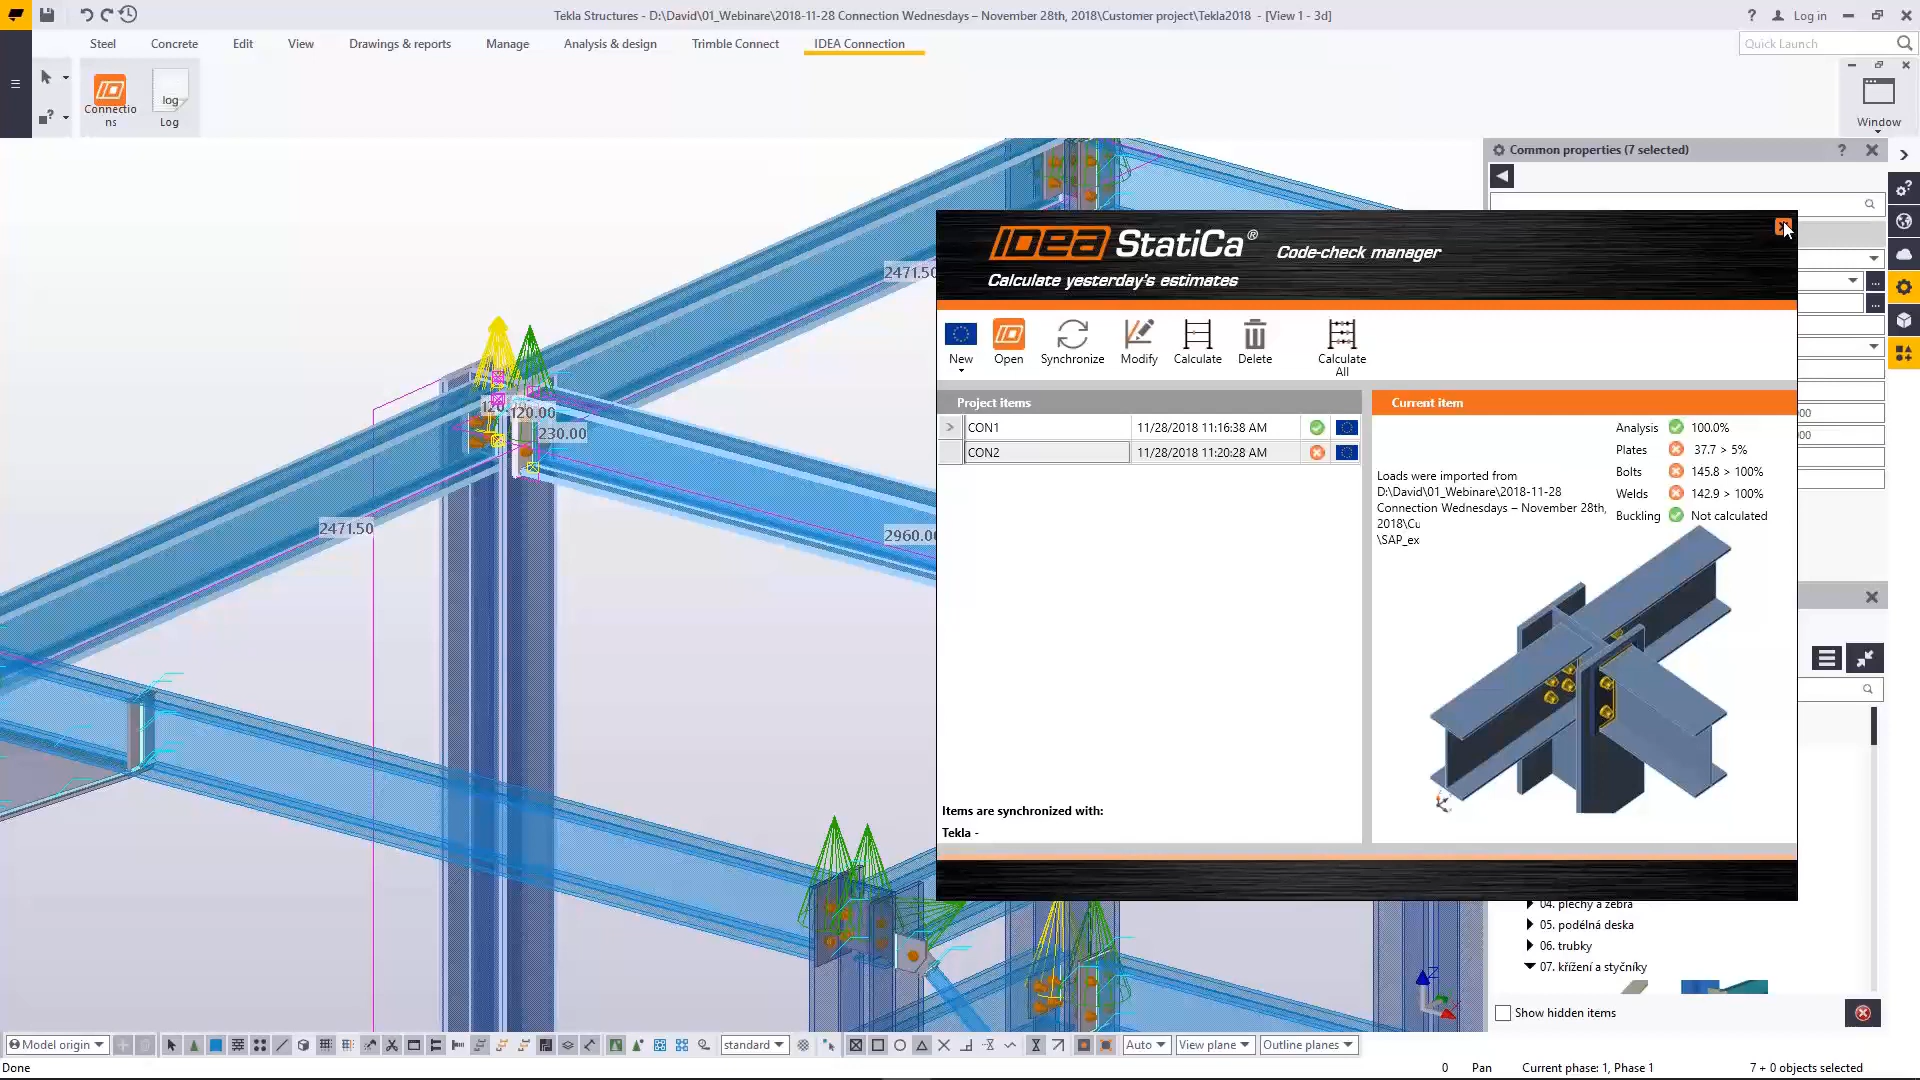 Tekla Structures - D:\David\01_Webinare\2018-11-28 Connection Wednesdays – November 28th, 2018\Customer project\Tekla2018 - [View 1 - 3d]
? Log in
Steel Concrete Edit View Drawings & reports Manage Analysis & design Trimble Connect IDEA Connection
Quick Launch
Connectio
ns
log
Log
Window
Common properties (7 selected)
IDEA StatiCa® Code-check manager
Calculate yesterday's estimates
New Open Synchronize Modify Calculate Delete Calculate
All
Project items
CON1 11/28/2018 11:16:38 AM
CON2 11/28/2018 11:20:28 AM
Items are synchronized with:
Tekla -
Current item
Analysis 100.0%
Plates 37.7 > 5%
Bolts 145.8 > 100%
Welds 142.9 > 100%
Buckling Not calculated
Loads were imported from
D:\David\01_Webinare\2018-11-28
Connection Wednesdays – November 28th,
2018\Cu
\SAP_ex
2471.50
120.00
230.00
2471.50
2960.0
04. plechy a žebra
05. podélná deska
06. trubky
07. křížení a styčníky
Show hidden items
Model origin
standard
Auto
View plane
Outline planes
Done
0 Pan Current phase: 1, Phase 1 7 + 0 objects selected